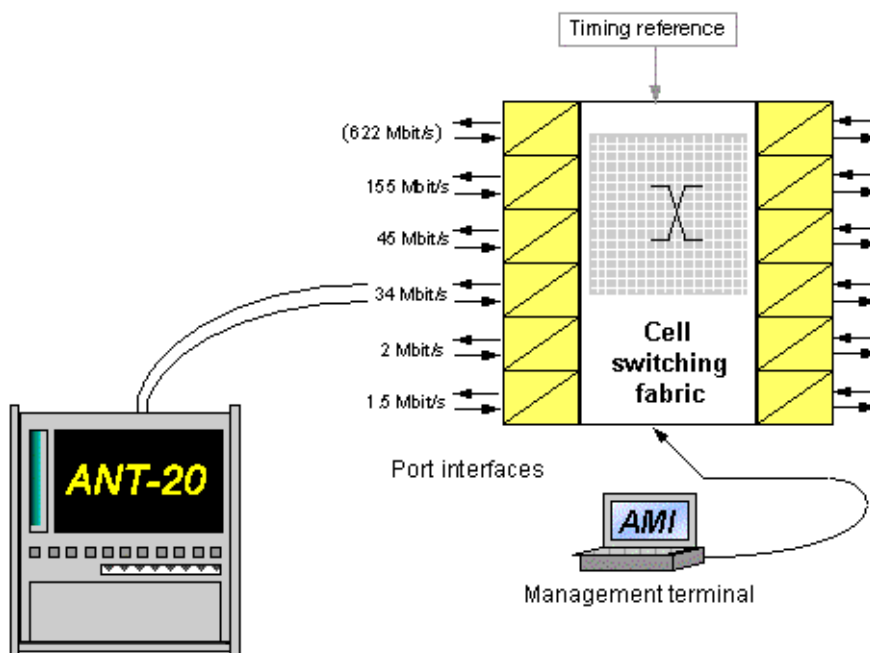 Timing reference
(622 Mbit/s)
155 Mbit/s
45 Mbit/s
34 Mbit/s
2 Mbit/s
1.5 Mbit/s
Cell
switching
fabric
Port interfaces
ANT-20
AMI
Management terminal